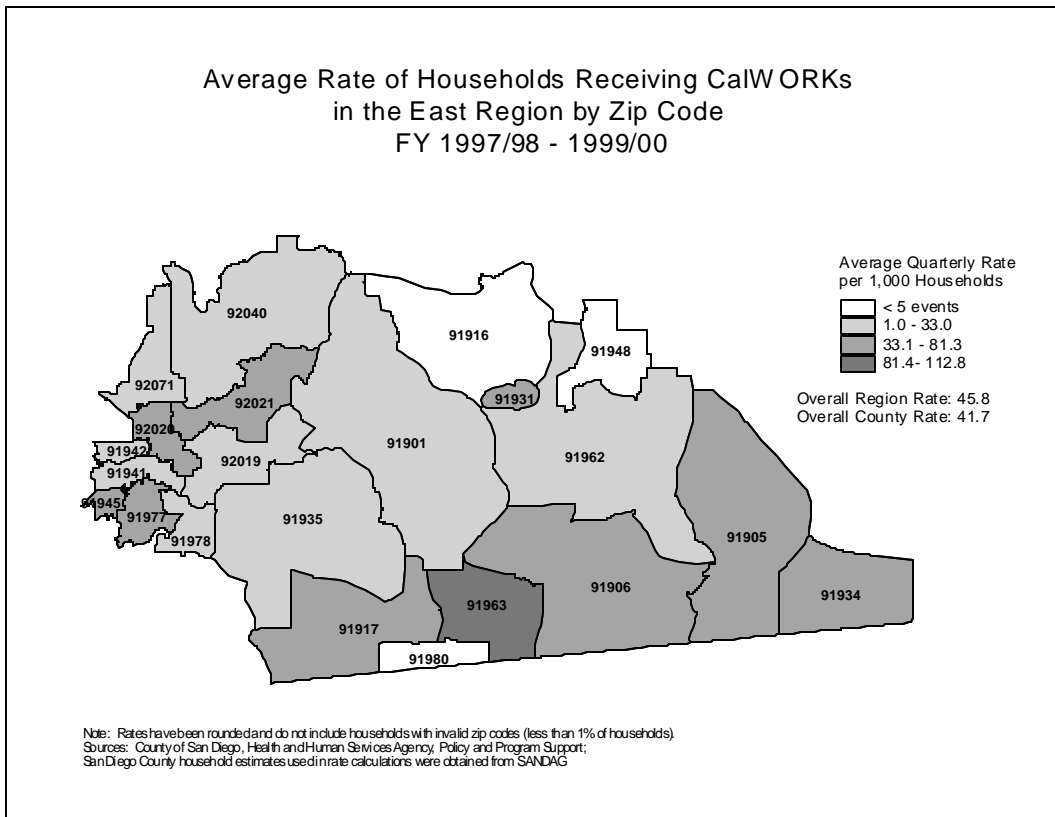 Average Rate of Households Receiving CalWORKs
in the East Region by Zip Code
FY 1997/98 - 1999/00
Average Quarterly Rate
per 1,000 Households
< 5 events
1.0 - 33.0
33.1 - 81.3
81.4 - 112.8
Overall Region Rate: 45.8
Overall County Rate: 41.7
92040
91916
91948
92071
92021
91931
92020
91901
91942
92019
91962
91941
91945
91977
91935
91978
91905
91906
91934
91963
91917
91980
Note: Rates have been rounded and do not include households with invalid zip codes (less than 1% of households).
Sources: County of San Diego, Health and Human Services Agency, Policy and Program Support;
San Diego County household estimates used in rate calculations were obtained from SANDAG